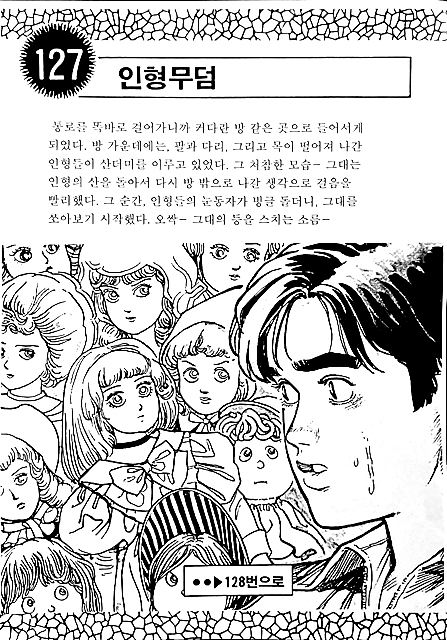 127
인형무덤
통로를 똑바로 걸어가니까 커다란 방 같은 곳으로 들어서게
되었다. 방 가운데에는, 팔과 다리, 그리고 목이 떨어져 나간
인형들이 산더미를 이루고 있었다. 그 처참한 모습— 그대는
인형의 산을 돌아서 다시 방 밖으로 나간 생각으로 걸음을
빨리했다. 그 순간, 인형들의 눈동자가 빙글 돌더니, 그대를
쏘아보기 시작했다. 오싹— 그대의 등을 스치는 소름—
●●▶128번으로